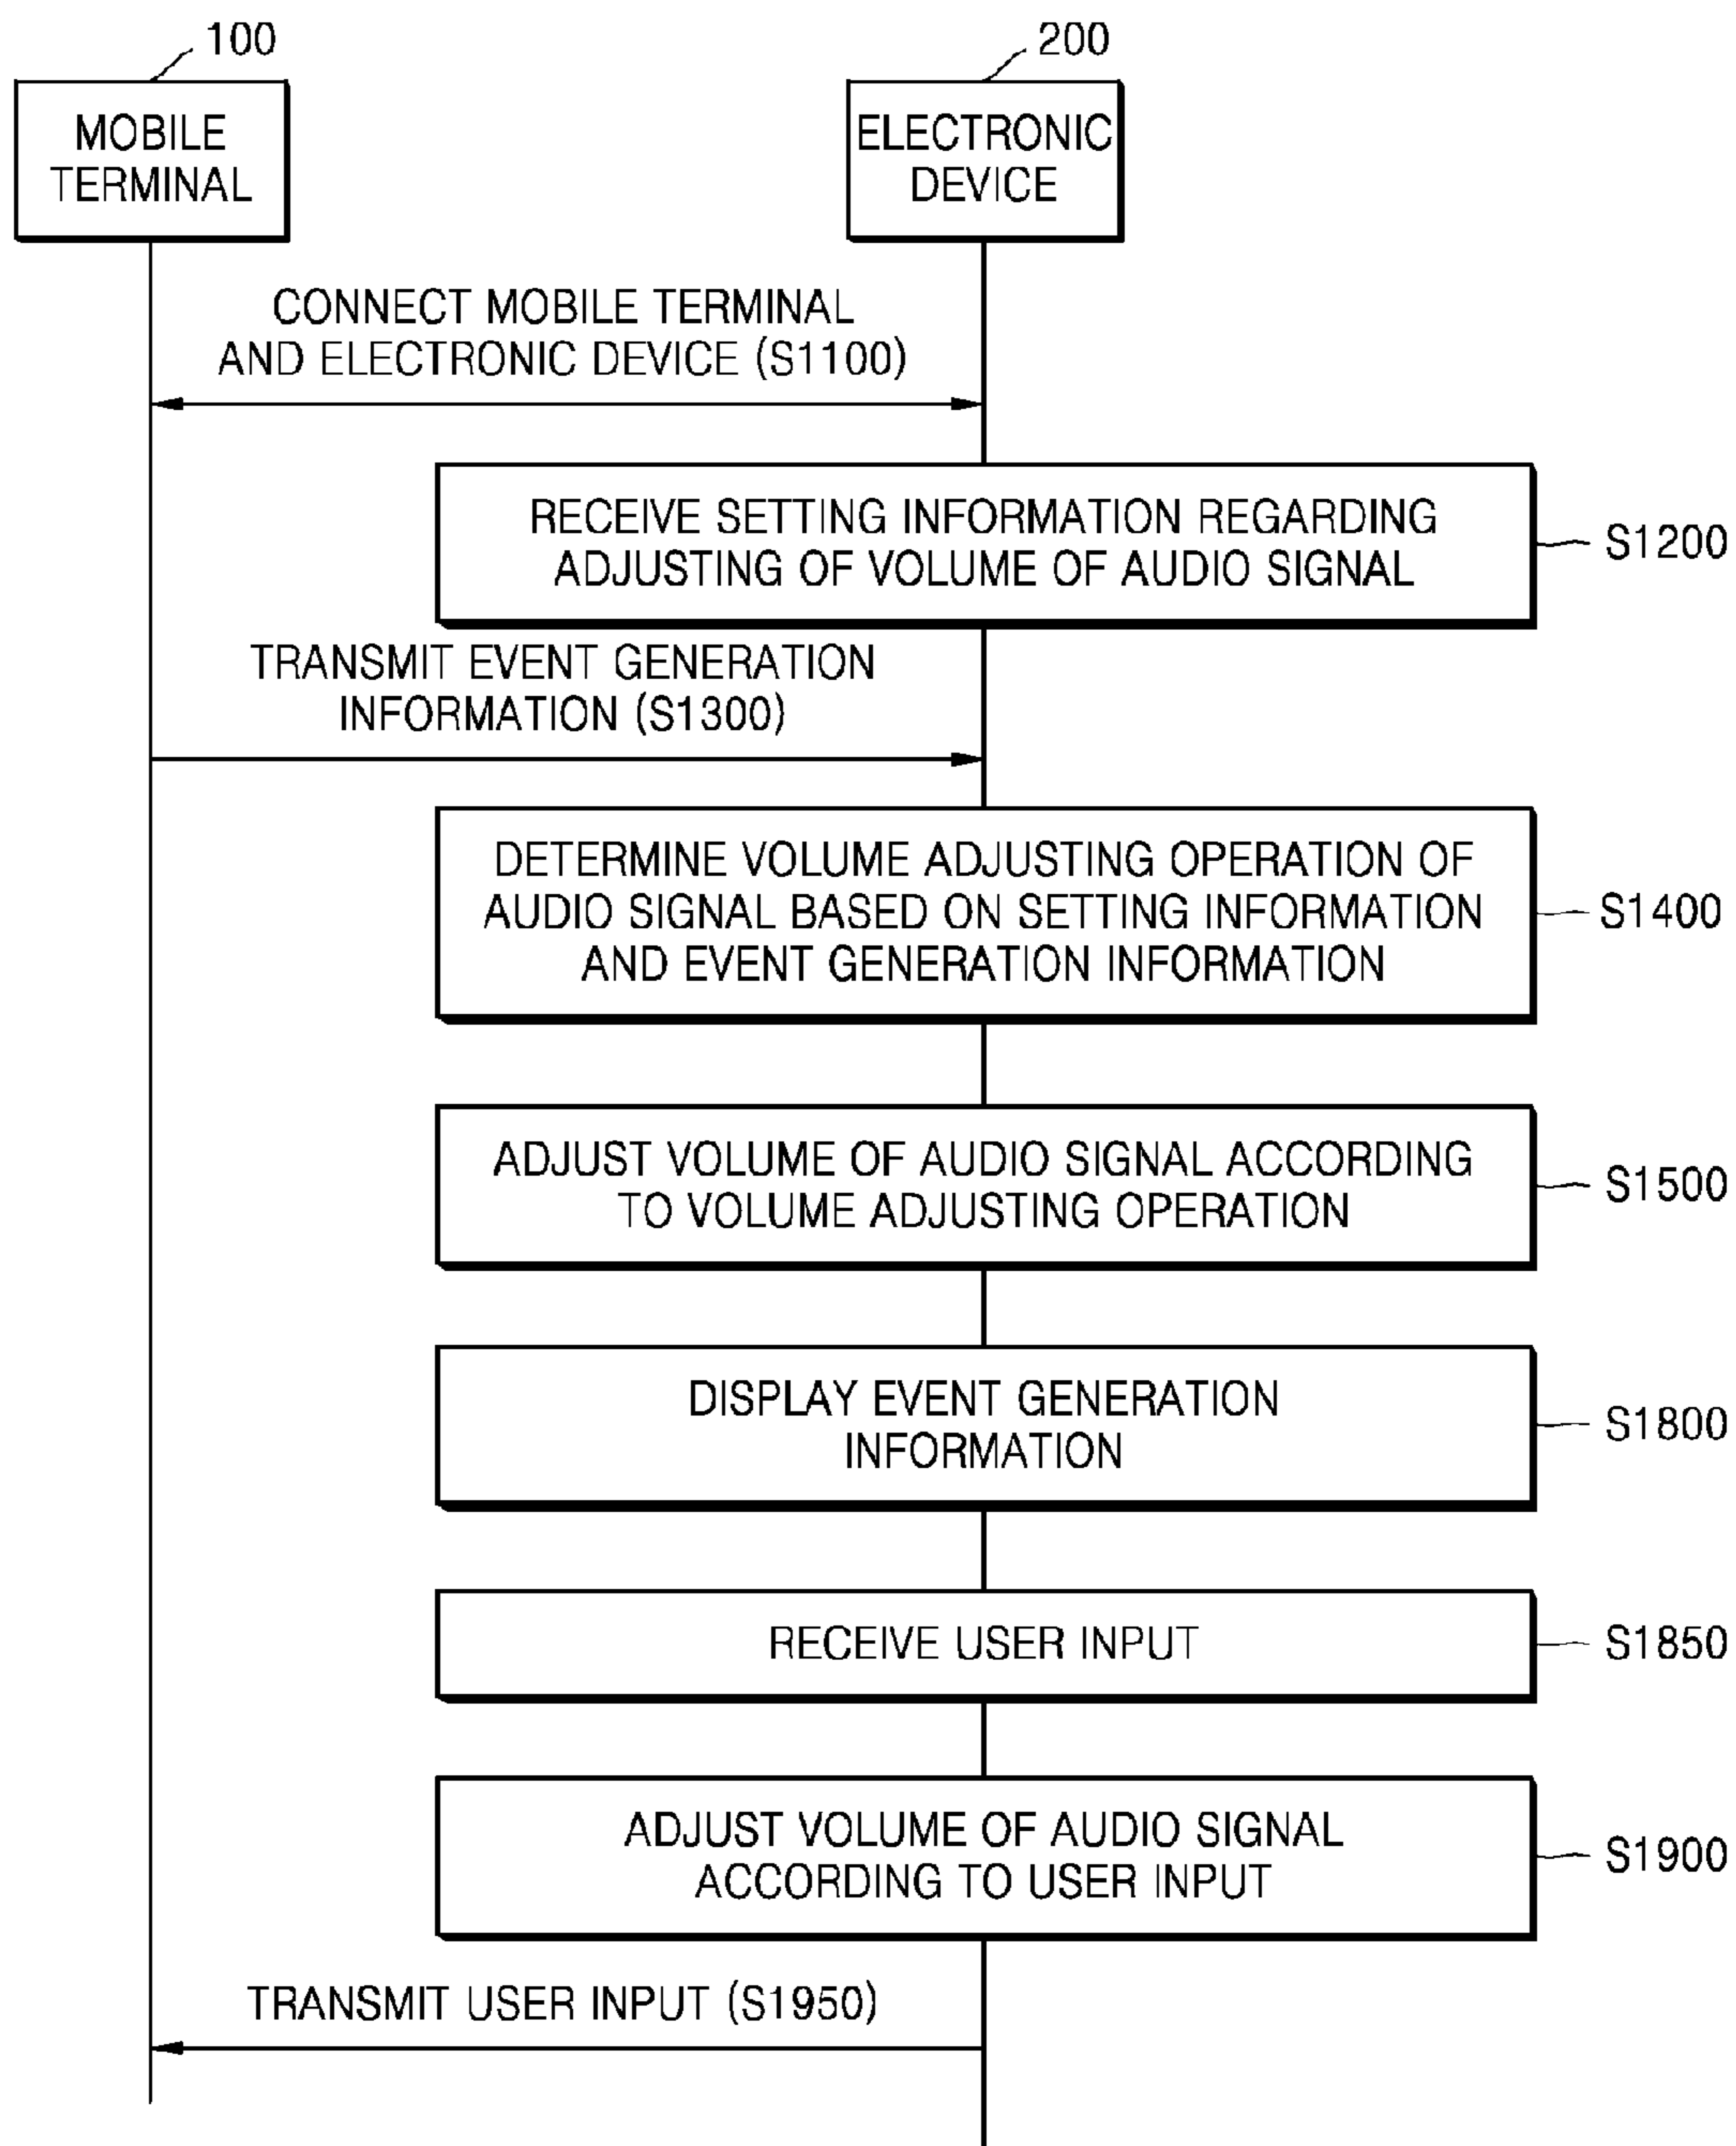 100
200
MOBILE
TERMINAL
ELECTRONIC
DEVICE
CONNECT MOBILE TERMINAL
AND ELECTRONIC DEVICE (S1100)
RECEIVE SETTING INFORMATION REGARDING
ADJUSTING OF VOLUME OF AUDIO SIGNAL
S1200
TRANSMIT EVENT GENERATION
INFORMATION (S1300)
DETERMINE VOLUME ADJUSTING OPERATION OF
AUDIO SIGNAL BASED ON SETTING INFORMATION
AND EVENT GENERATION INFORMATION
S1400
ADJUST VOLUME OF AUDIO SIGNAL ACCORDING
TO VOLUME ADJUSTING OPERATION
S1500
DISPLAY EVENT GENERATION
INFORMATION
S1800
RECEIVE USER INPUT
S1850
ADJUST VOLUME OF AUDIO SIGNAL
ACCORDING TO USER INPUT
S1900
TRANSMIT USER INPUT (S1950)